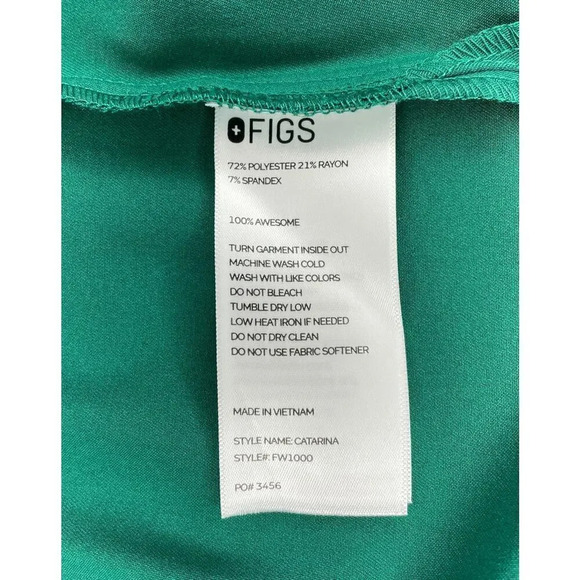 FIGS
72% POLYESTER 21% RAYON
7% SPANDEX
100% AWESOME
TURN GARMENT INSIDE OUT
MACHINE WASH COLD
WASH WITH LIKE COLORS
DO NOT BLEACH
TUMBLE DRY LOW
LOW HEAT IRON IF NEEDED
DO NOT DRY CLEAN
DO NOT USE FABRIC SOFTENER
MADE IN VIETNAM
STYLE NAME: CATARINA
STYLE#: FW1000
PO# 3456